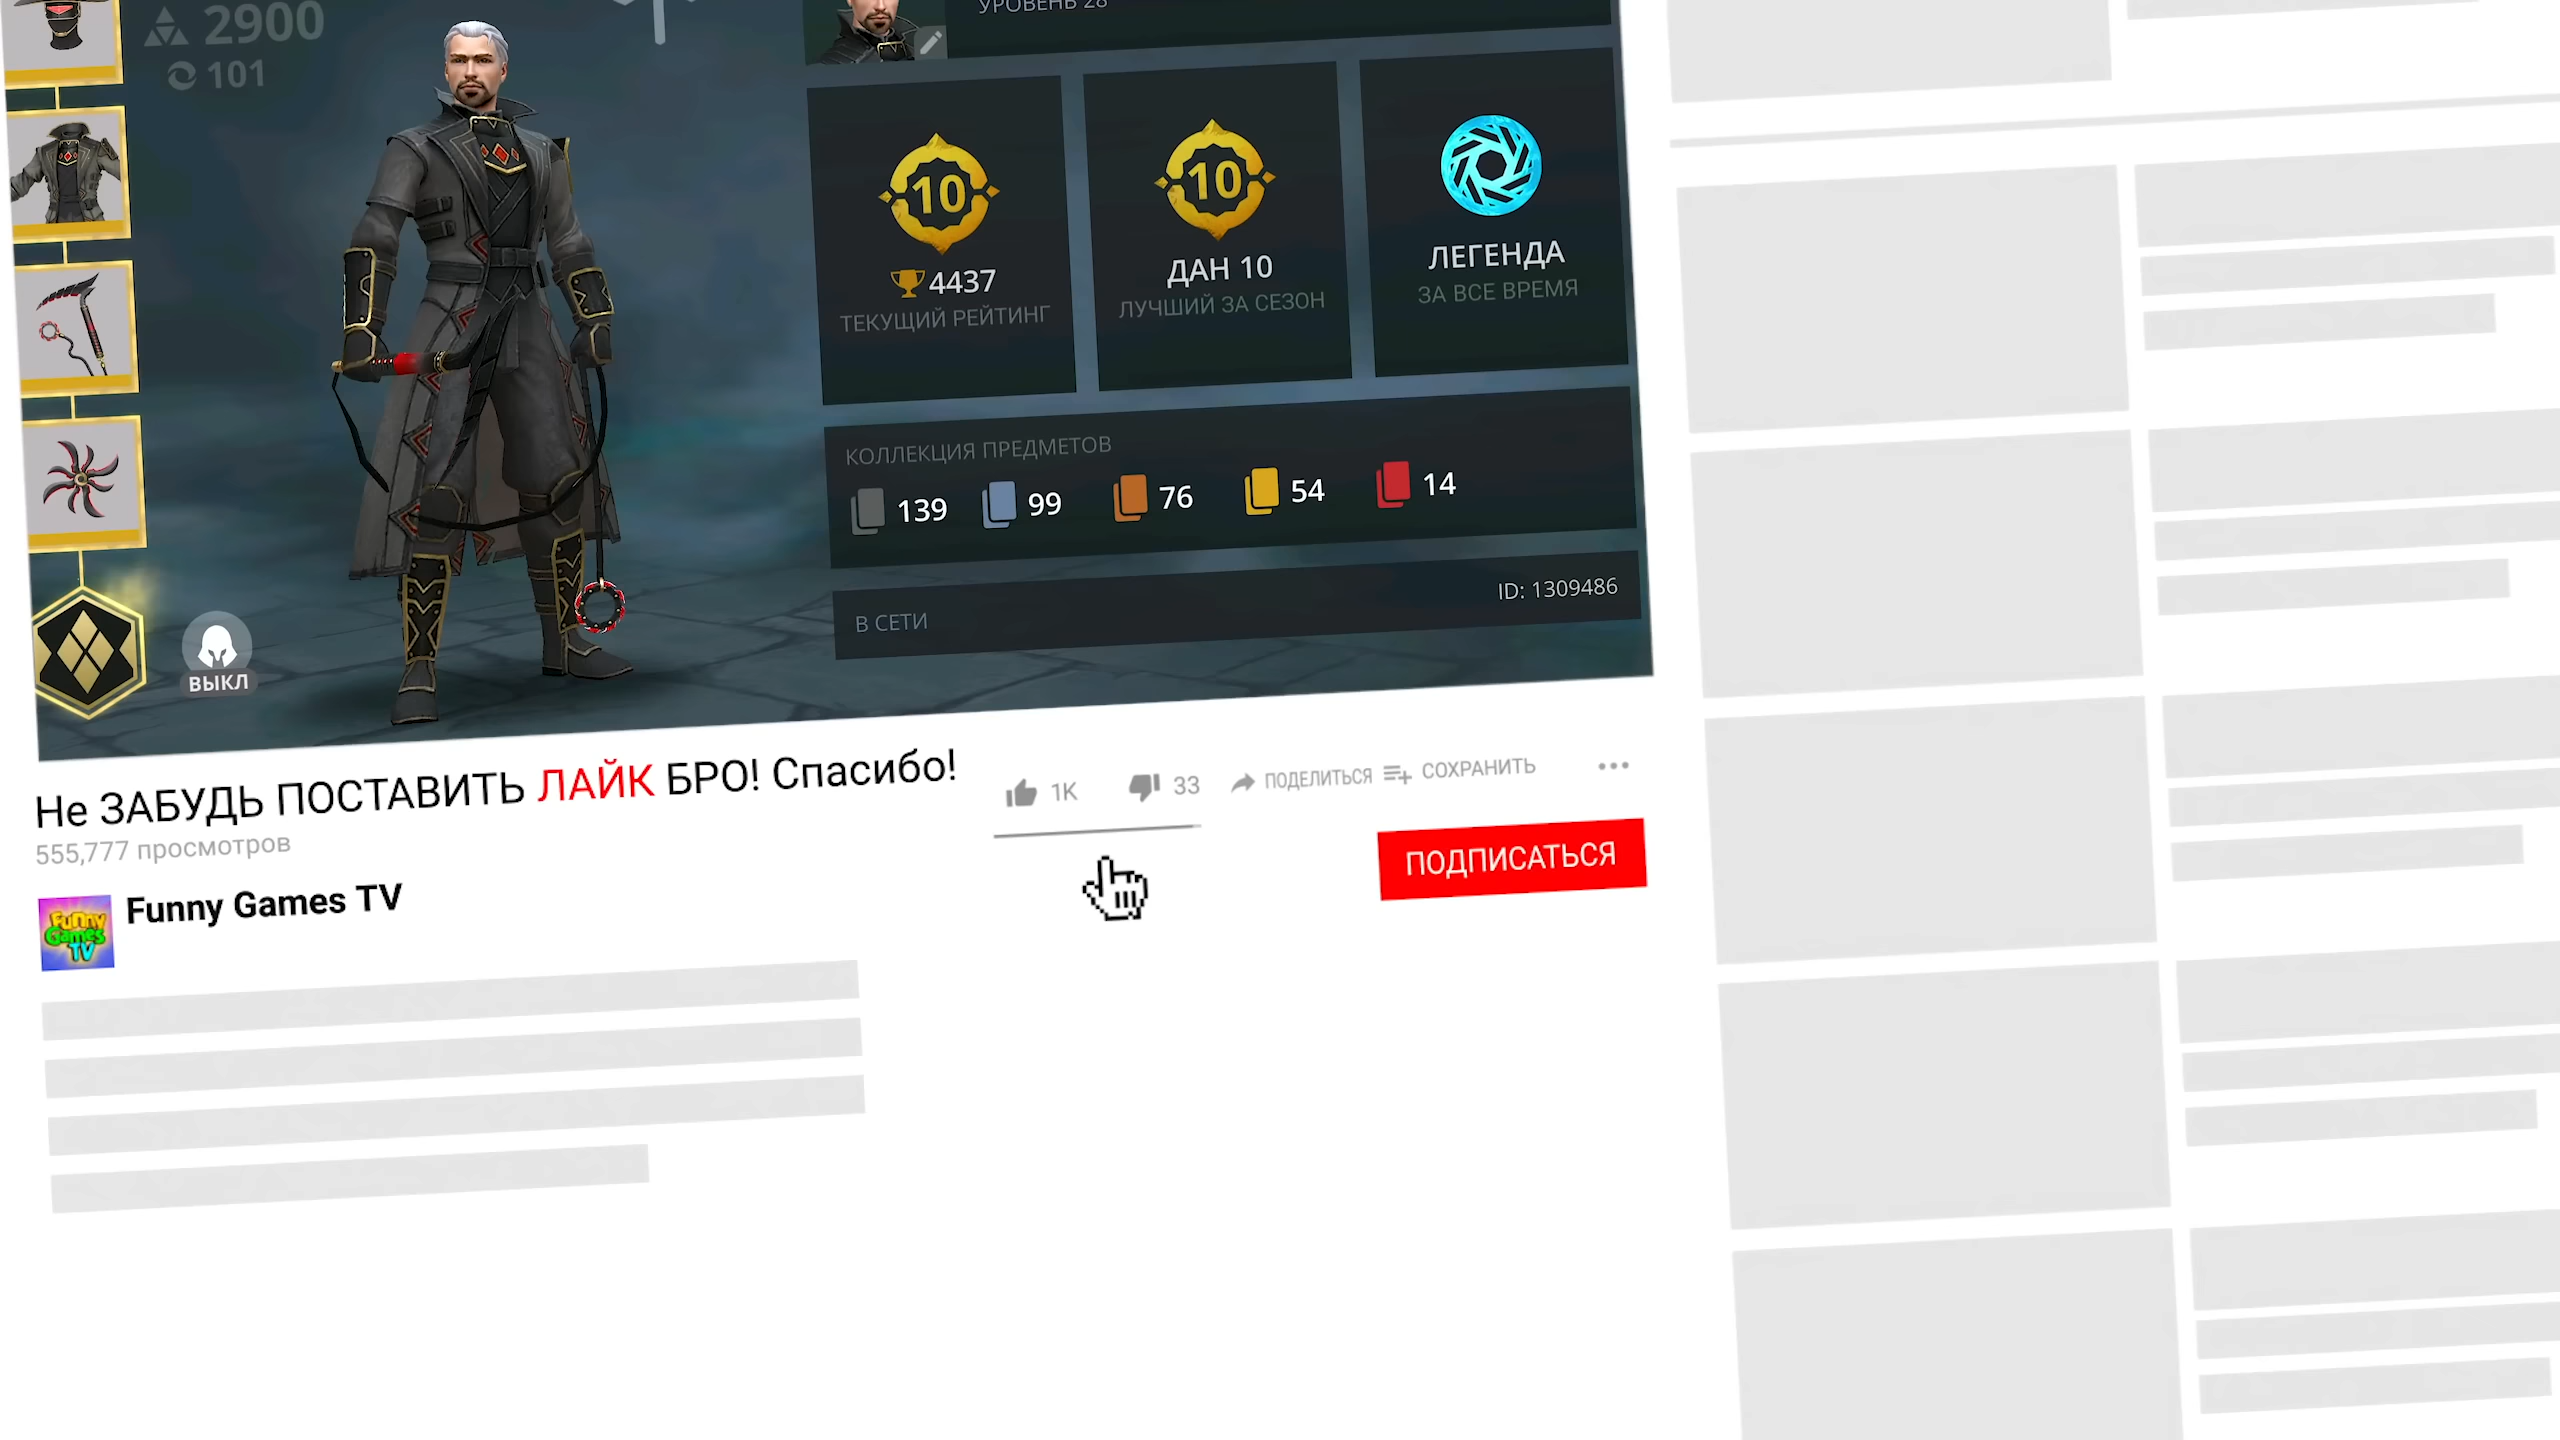 2900
101
УРОВЕНЬ 28
10
4437
ТЕКУЩИЙ РЕЙТИНГ
10
ДАН 10
ЛУЧШИЙ ЗА СЕЗОН
ЛЕГЕНДА
ЗА ВСЕ ВРЕМЯ
КОЛЛЕКЦИЯ ПРЕДМЕТОВ
139 99 76 54 14
В СЕТИ ID: 1309486
ВЫКЛ
Не ЗАБУДЬ ПОСТАВИТЬ ЛАЙК БРО! Спасибо!
1K 33 ПОДЕЛИТЬСЯ СОХРАНИТЬ
555,777 просмотров
ПОДПИСАТЬСЯ
Funny Games TV
Funny
Games
TV